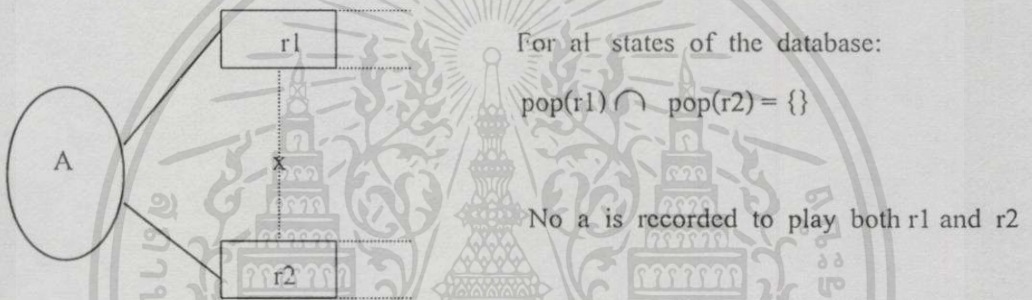 r1
For al states of the database:
pop(r1) ∩ pop(r2) = {}
A
x
No a is recorded to play both r1 and r2
r2